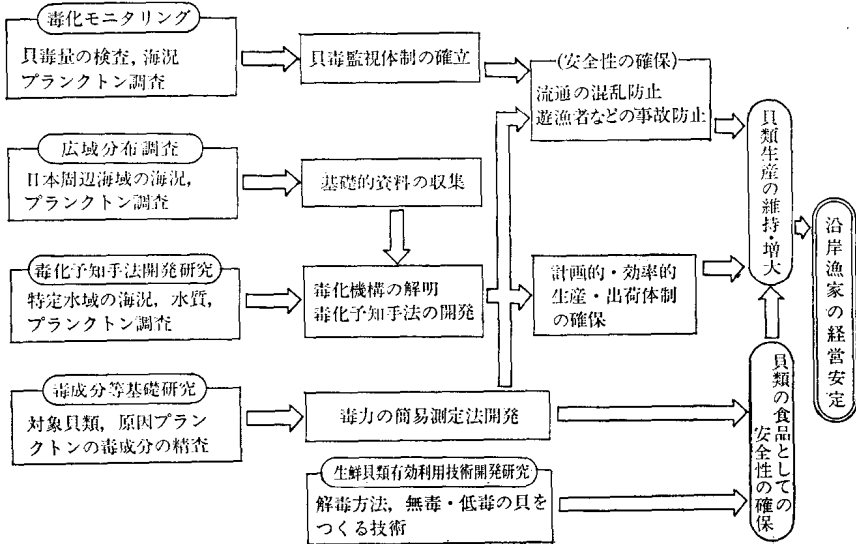 毒化モニタリング
貝毒量の検査, 海況
プランクトン調査
貝毒監視体制の確立
(安全性の確保)
流通の混乱防止
遊漁者などの事故防止
広域分布調査
日本周辺海域の海況,
プランクトン調査
基礎的資料の収集
毒化予知手法開発研究
特定水域の海況, 水質,
プランクトン調査
毒化機構の解明
毒化予知手法の開発
計画的・効率的
生産・出荷体制
の確保
毒成分等基礎研究
対象貝類, 原因プラン
クトンの毒成分の精査
毒力の簡易測定法開発
生鮮貝類有効利用技術開発研究
解毒方法, 無毒・低毒の貝を
つくる技術
貝類生産の維持・増大
貝類の食品としての
安全性の確保
沿岸漁家の経営安定